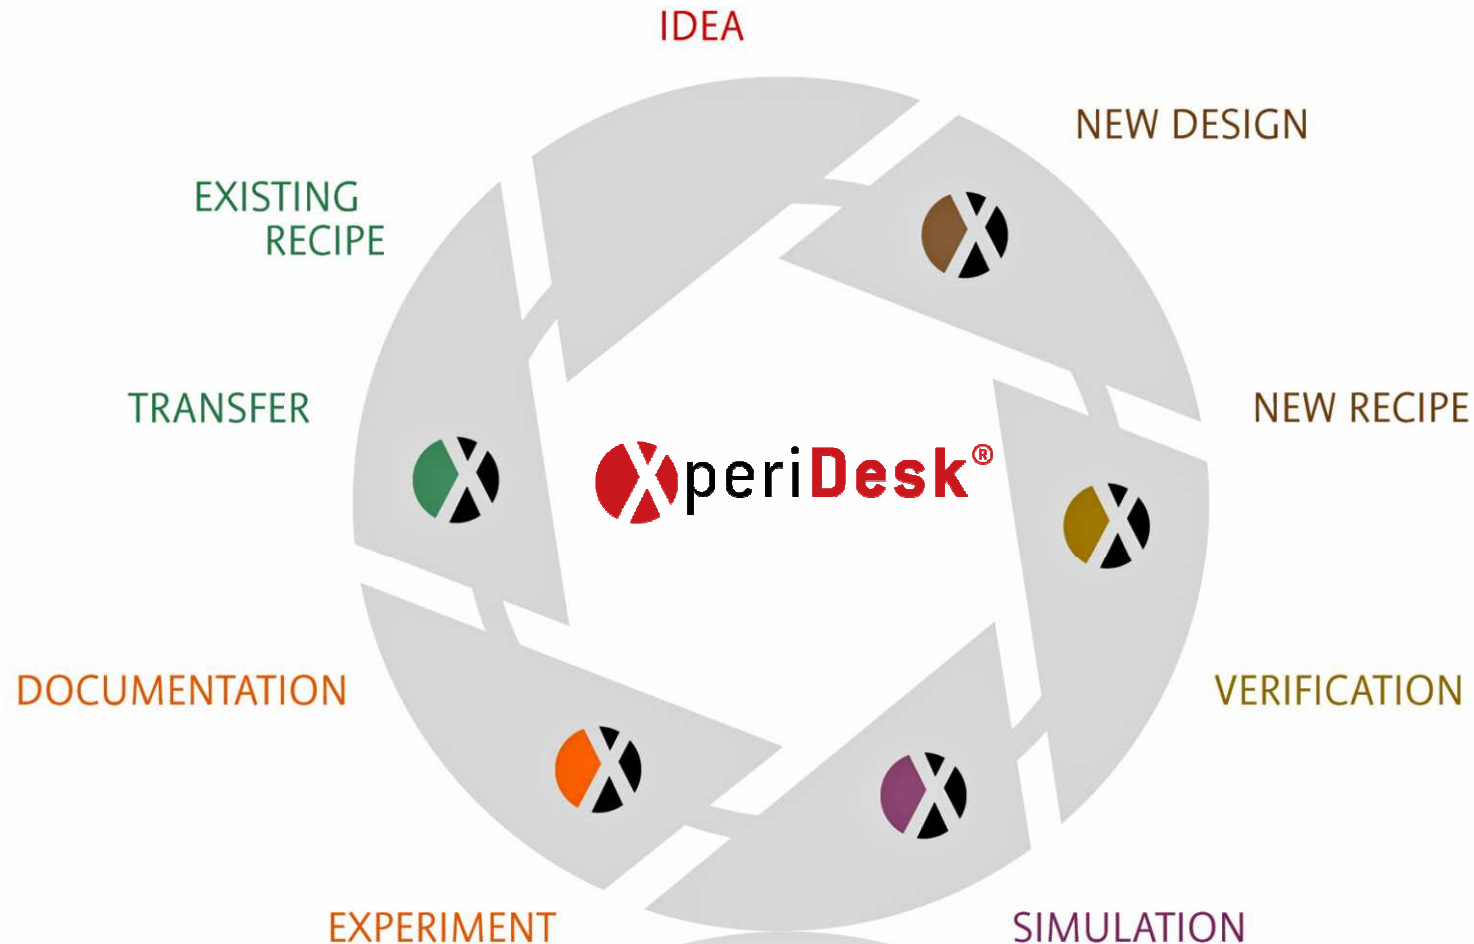 IDEA
NEW DESIGN
EXISTING
RECIPE
TRANSFER
NEW RECIPE
XperiDesk®
DOCUMENTATION
VERIFICATION
EXPERIMENT
SIMULATION